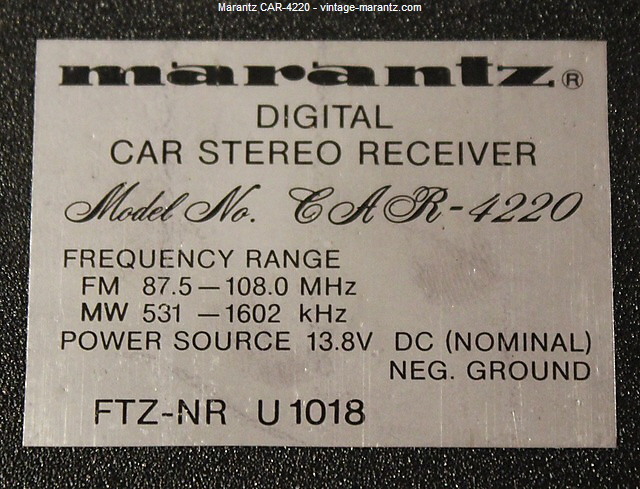 Marantz CAR-4220 - vintage-marantz.com
marantz®
DIGITAL
CAR STEREO RECEIVER
Model No. CAR-4220
FREQUENCY RANGE
FM 87.5 — 108.0 MHz
MW 531 — 1602 kHz
POWER SOURCE 13.8V DC (NOMINAL)
NEG. GROUND
FTZ-NR U 1018